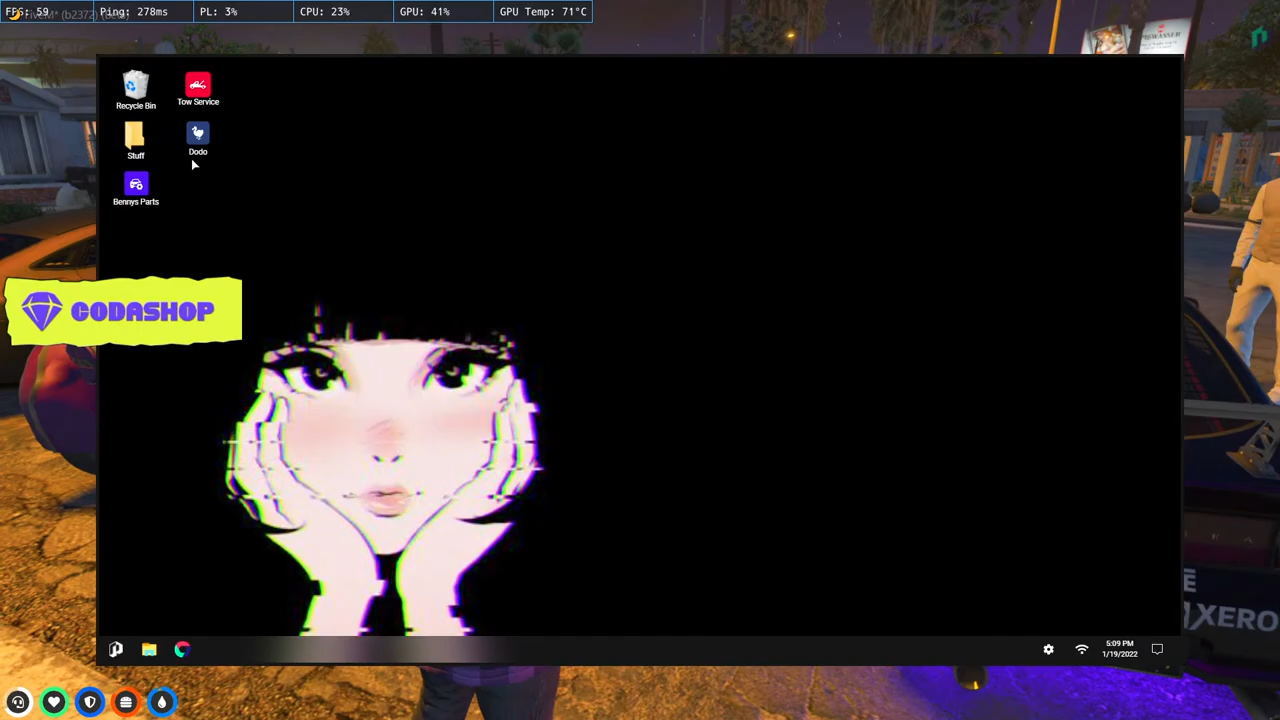 FPS: 59
Ping: 278ms
PL: 3%
CPU: 23%
GPU: 41%
GPU Temp: 71°C
Recycle Bin
Tow Service
Stuff
Dodo
Bennys Parts
CODASHOP
XERO
5:09 PM
1/19/2022